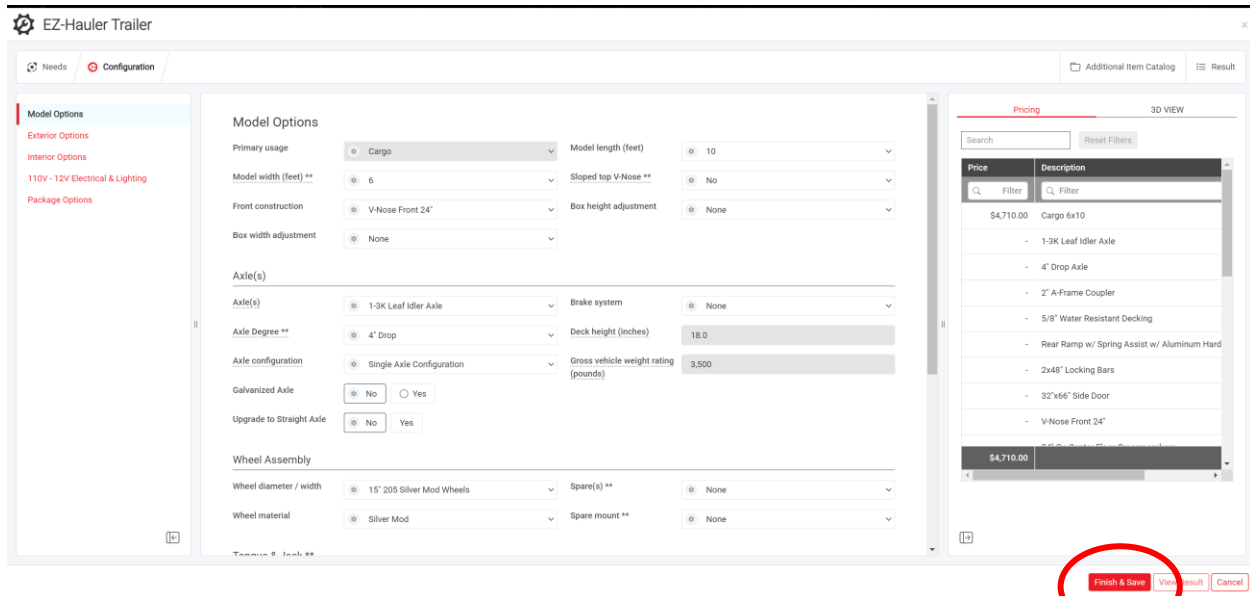 EZ-Hauler Trailer
Needs Configuration Additional Item Catalog Result
Model Options
Exterior Options
Interior Options
110V - 12V Electrical & Lighting
Package Options
Model Options
Primary usage Cargo Model length (feet) 10
Model width (feet) ** 6 Sloped top V-Nose ** No
Front construction V-Nose Front 24" Box height adjustment None
Box width adjustment None
Axle(s)
Axle(s) 1-3K Leaf Idler Axle Brake system None
Axle Degree ** 4" Drop Deck height (inches) 18.0
Axle configuration Single Axle Configuration Gross vehicle weight rating (pounds) 3,500
Galvanized Axle No Yes
Upgrade to Straight Axle No Yes
Wheel Assembly
Wheel diameter / width 15" 205 Silver Mod Wheels Spare(s) ** None
Wheel material Silver Mod Spare mount ** None
Tongue & Jack **
Pricing 3D VIEW
Search Reset Filters
Price Description
Filter Filter
$4,710.00 Cargo 6x10
- 1-3K Leaf Idler Axle
- 4" Drop Axle
- 2" A-Frame Coupler
- 5/8" Water Resistant Decking
- Rear Ramp w/ Spring Assist w/ Aluminum Hard
- 2x48" Locking Bars
- 32"x66" Side Door
- V-Nose Front 24"
$4,710.00
Finish & Save View Result Cancel